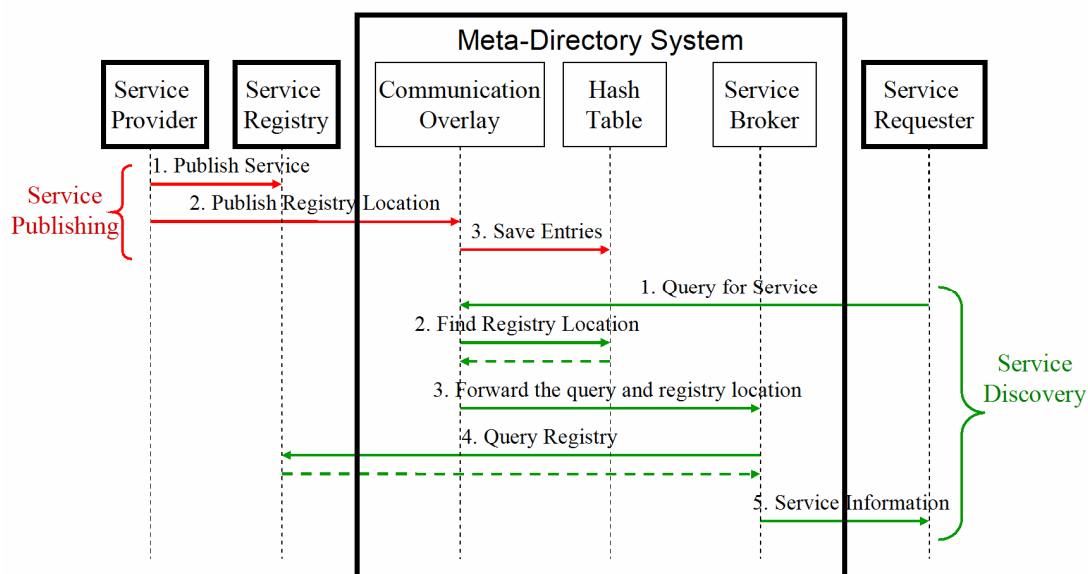 Meta-Directory System
Service
Provider
Service
Registry
Communication
Overlay
Hash
Table
Service
Broker
Service
Requester
Service
Publishing
1. Publish Service
2. Publish Registry Location
3. Save Entries
1. Query for Service
2. Find Registry Location
3. Forward the query and registry location
4. Query Registry
5. Service Information
Service
Discovery